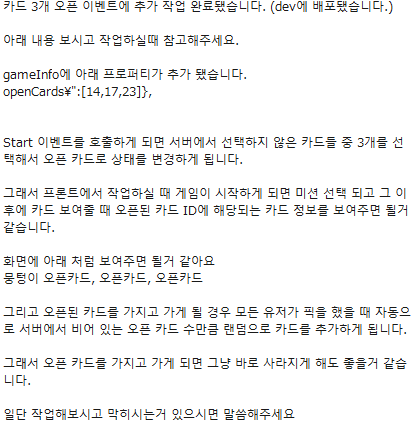 카드 3개 오픈 이벤트에 추가 작업 완료됐습니다. (dev에 배포됐습니다.)
아래 내용 보시고 작업하실때 참고해주세요.
gameInfo에 아래 프로퍼티가 추가 됐습니다.
openCards¥":[14,17,23]},
Start 이벤트를 호출하게 되면 서버에서 선택하지 않은 카드들 중 3개를 선
택해서 오픈 카드로 상태를 변경하게 됩니다.
그래서 프론트에서 작업하실 때 게임이 시작하게 되면 미션 선택 되고 그 이
후에 카드 보여줄 때 오픈된 카드 ID에 해당되는 카드 정보를 보여주면 될거
같습니다.
화면에 아래 처럼 보여주면 될거 같아요
뭉텅이 오픈카드, 오픈카드, 오픈카드
그리고 오픈된 카드를 가지고 가게 될 경우 모든 유저가 픽을 했을 때 자동으
로 서버에서 비어 있는 오픈 카드 수만큼 랜덤으로 카드를 추가하게 됩니다.
그래서 오픈 카드를 가지고 가게 되면 그냥 바로 사라지게 해도 좋을거 같습
니다.
일단 작업해보시고 막히시는거 있으시면 말씀해주세요